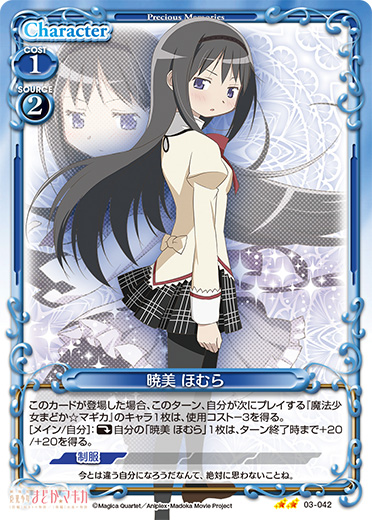 Precious Memories
Character
COST
1
SOURCE
2
暁美 ほむら
このカードが登場した場合、このターン、自分が次にプレイする『魔法少
女まどか☆マギカ』のキャラ1枚は、使用コスト－3を得る。
[メイン/自分]:自分の「暁美 ほむら」1枚は、ターン終了時まで+20
/+20を得る。
制服
今とは違う自分になろうだなんて、絶対に思わないことね。
まどか☆マギカ
©Magica Quartet／Aniplex・Madoka Movie Project
03-042